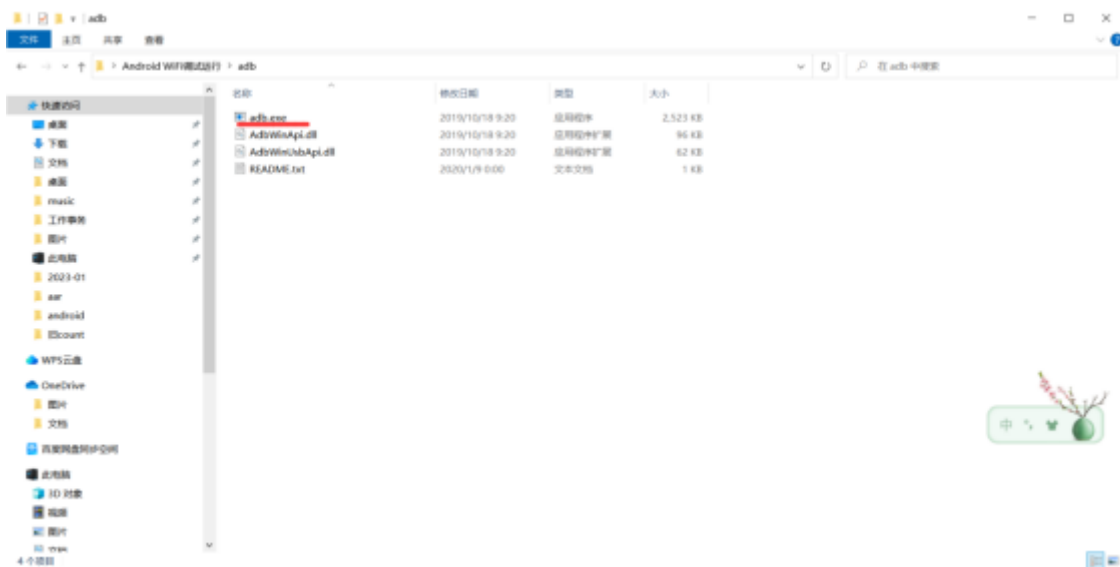 adb
文件 主页 共享 查看
Android WIFI调试运行 > adb
在 adb 中搜索
名称 修改日期 类型 大小
adb.exe 2019/10/18 9:20 应用程序 2,523 KB
AdbWinApi.dll 2019/10/18 9:20 应用程序扩展 96 KB
AdbWinUsbApi.dll 2019/10/18 9:20 应用程序扩展 62 KB
README.txt 2020/1/9 0:00 文本文档 1 KB
快速访问
桌面
下载
文档
桌面
music
工作事务
图片
此电脑
2023-01
aar
android
旧count
WPS云盘
OneDrive
图片
文档
百度网盘同步空间
此电脑
3D 对象
视频
图片
文档
4 个项目
中